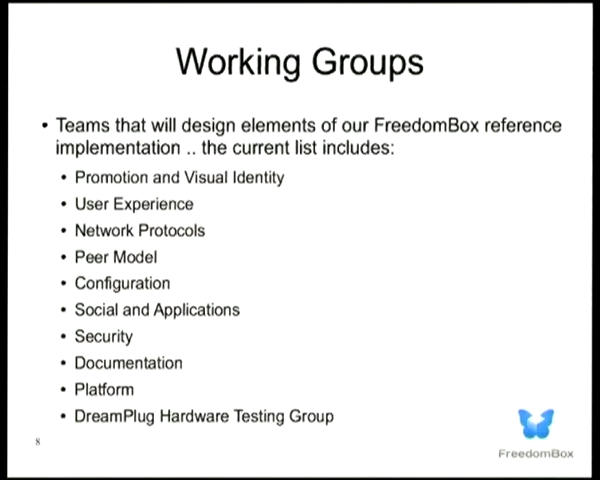 Working Groups
• Teams that will design elements of our FreedomBox reference
implementation .. the current list includes:
• Promotion and Visual Identity
• User Experience
• Network Protocols
• Peer Model
• Configuration
• Social and Applications
• Security
• Documentation
• Platform
• DreamPlug Hardware Testing Group
8
FreedomBox